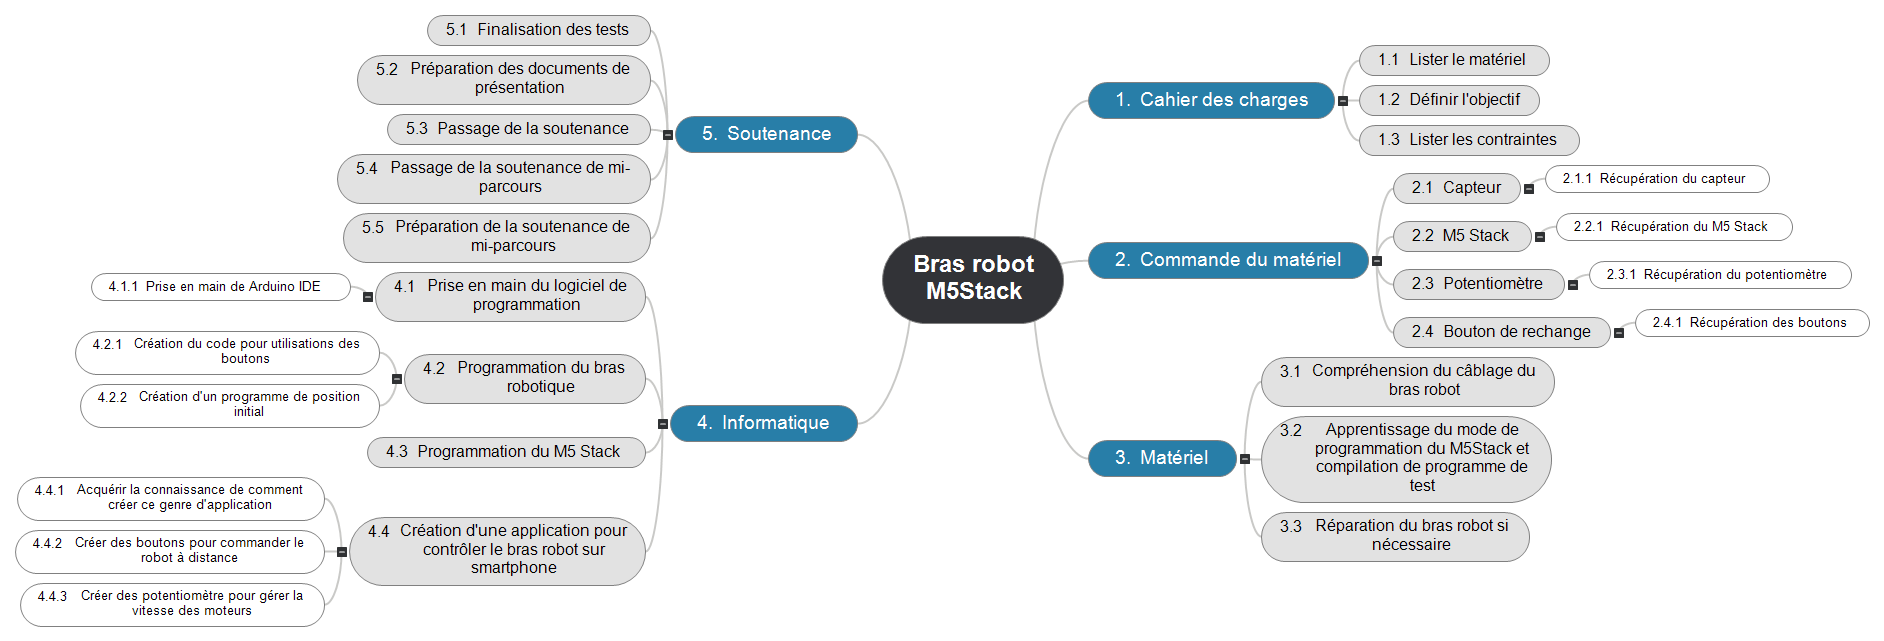 Bras robot
M5Stack
1. Cahier des charges
1.1 Lister le matériel
1.2 Définir l'objectif
1.3 Lister les contraintes
2. Commande du matériel
2.1 Capteur
2.1.1 Récupération du capteur
2.2 M5 Stack
2.2.1 Récupération du M5 Stack
2.3 Potentiomètre
2.3.1 Récupération du potentiomètre
2.4 Bouton de rechange
2.4.1 Récupération des boutons
3. Matériel
3.1 Compréhension du câblage du
bras robot
3.2 Apprentissage du mode de
programmation du M5Stack et
compilation de programme de
test
3.3 Réparation du bras robot si
nécessaire
4. Informatique
4.1 Prise en main du logiciel de
programmation
4.1.1 Prise en main de Arduino IDE
4.2 Programmation du bras
robotique
4.2.1 Création du code pour utilisations des
boutons
4.2.2 Création d'un programme de position
initial
4.3 Programmation du M5 Stack
4.4 Création d'une application pour
contrôler le bras robot sur
smartphone
4.4.1 Acquérir la connaissance de comment
créer ce genre d'application
4.4.2 Créer des boutons pour commander le
robot à distance
4.4.3 Créer des potentiomètre pour gérer la
vitesse des moteurs
5. Soutenance
5.1 Finalisation des tests
5.2 Préparation des documents de
présentation
5.3 Passage de la soutenance
5.4 Passage de la soutenance de mi-
parcours
5.5 Préparation de la soutenance de
mi-parcours